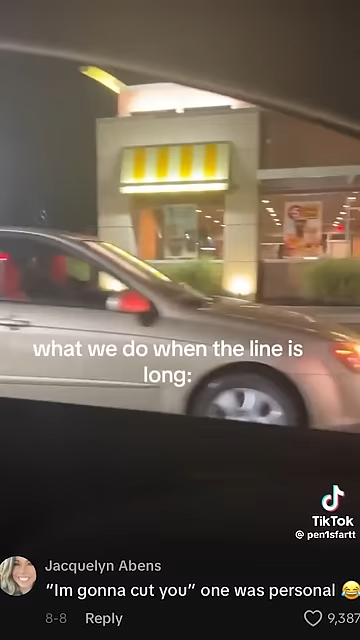 what we do when the line is
long:
TikTok
@ pen1sfartt
Jacquelyn Abens
“Im gonna cut you” one was personal 😂
8-8 Reply 9,387